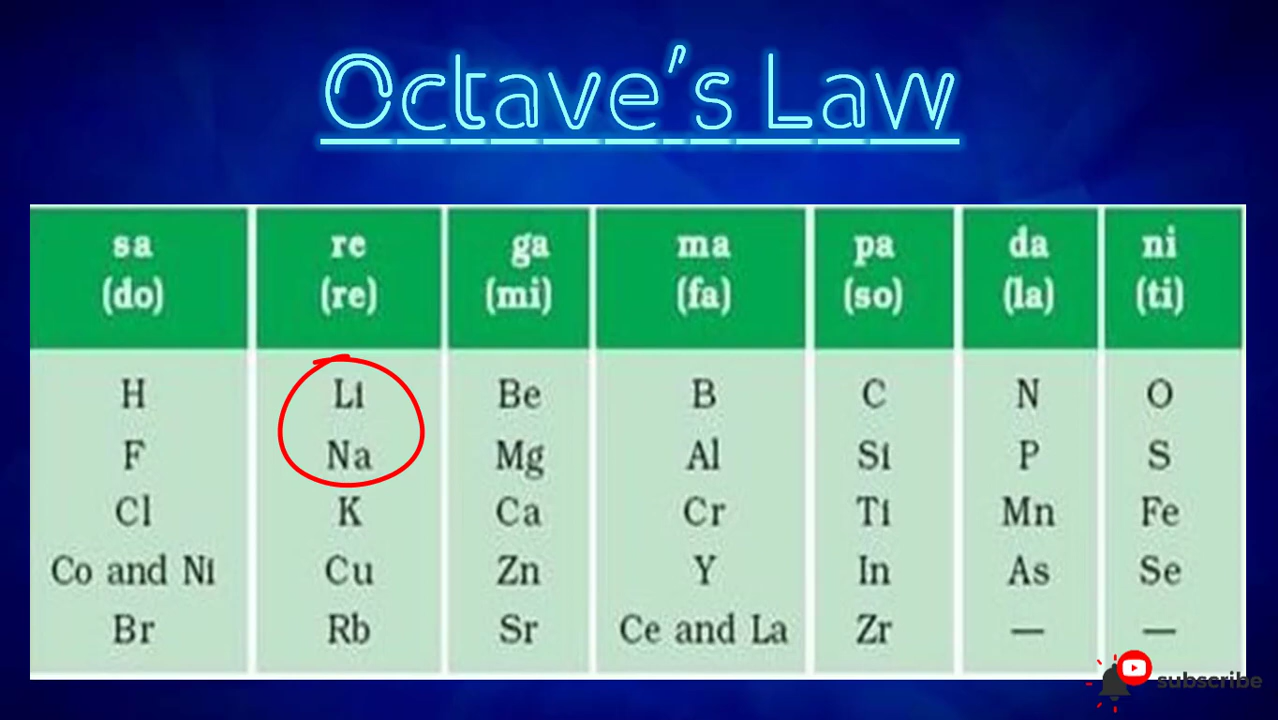 Octave's Law
sa re ga ma pa da ni
(do) (re) (mi) (fa) (so) (la) (ti)
H Li Be B C N O
F Na Mg Al Si P S
Cl K Ca Cr Ti Mn Fe
Co and Ni Cu Zn Y In As Se
Br Rb Sr Ce and La Zr — —
subscribe